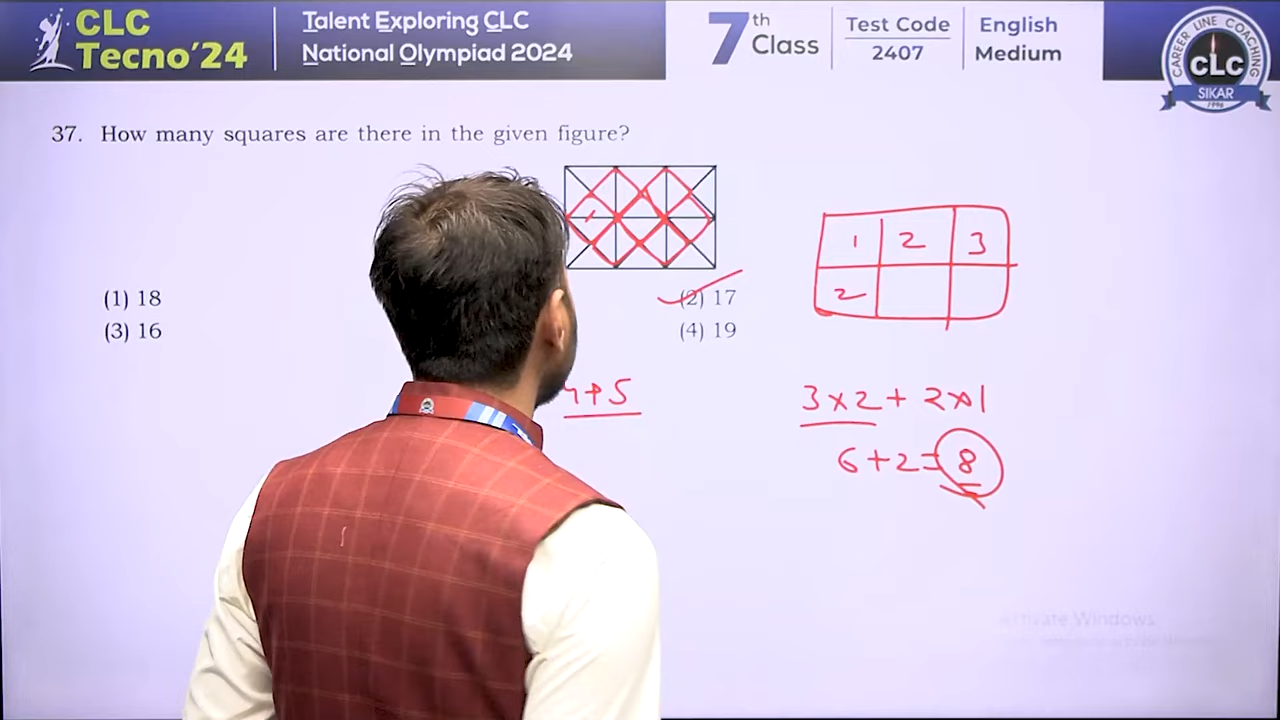 CLC
Tecno'24
Talent Exploring CLC
National Olympiad 2024
7th
Class
Test Code
2407
English
Medium
CAREER LINE COACHING
CLC
SIKAR
1996
37. How many squares are there in the given figure?
1 2 3
2
(1) 18
(2) 17
(3) 16
(4) 19
+5
3×2 + 2×1
6+2=8
Activate Windows